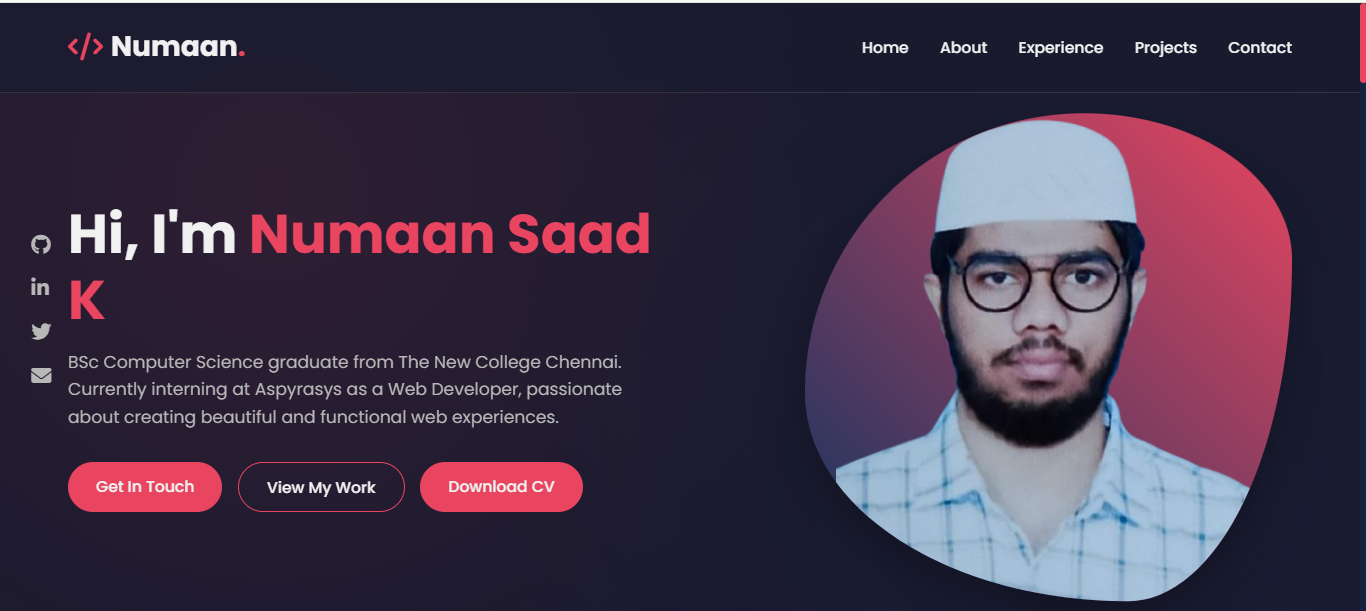 </> Numaan.
Home About Experience Projects Contact
Hi, I'm Numaan Saad
K
BSc Computer Science graduate from The New College Chennai.
Currently interning at Aspyrasys as a Web Developer, passionate
about creating beautiful and functional web experiences.
Get In Touch View My Work Download CV